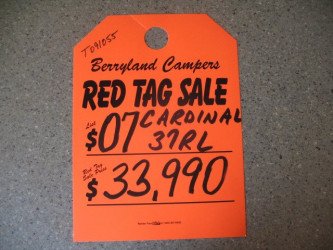 T091055
Berryland Campers
RED TAG SALE
List
$07 CARDINAL
37RL
Red Tag
Sale Price
$33,990